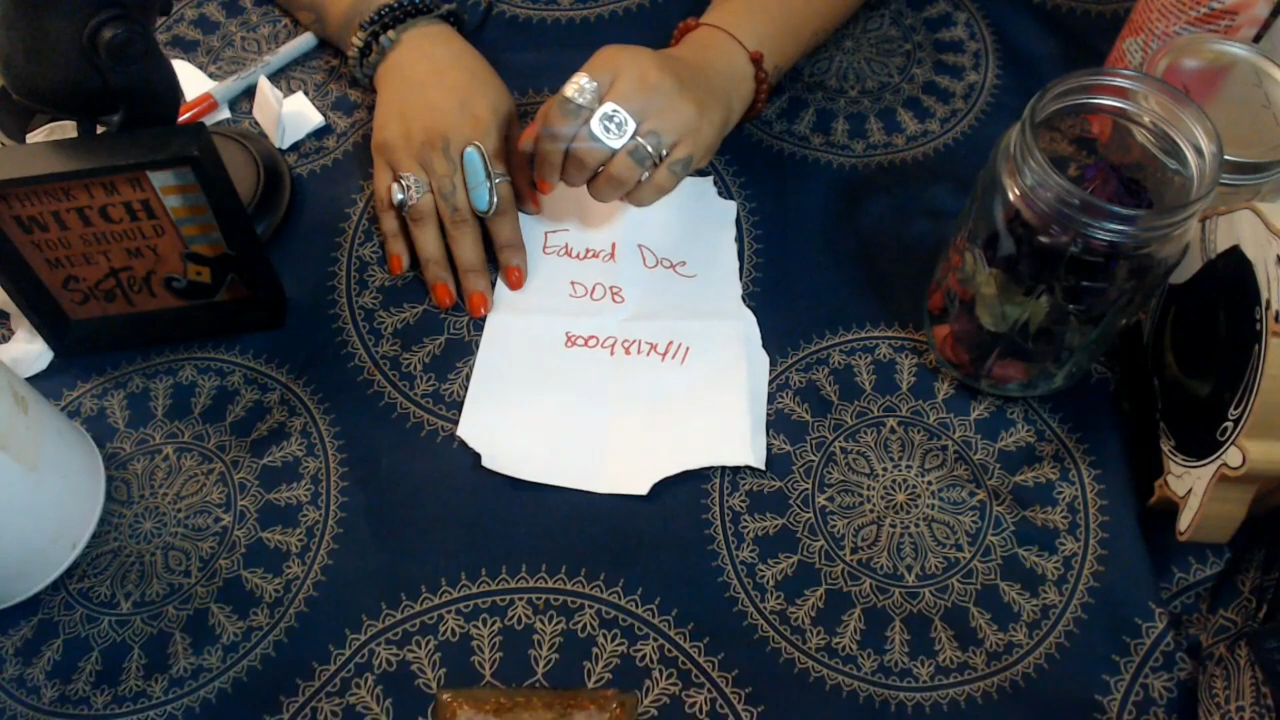 THINK I'M A
WITCH
YOU SHOULD
MEET MY
Sister
Edward Doe
DOB
8009817411